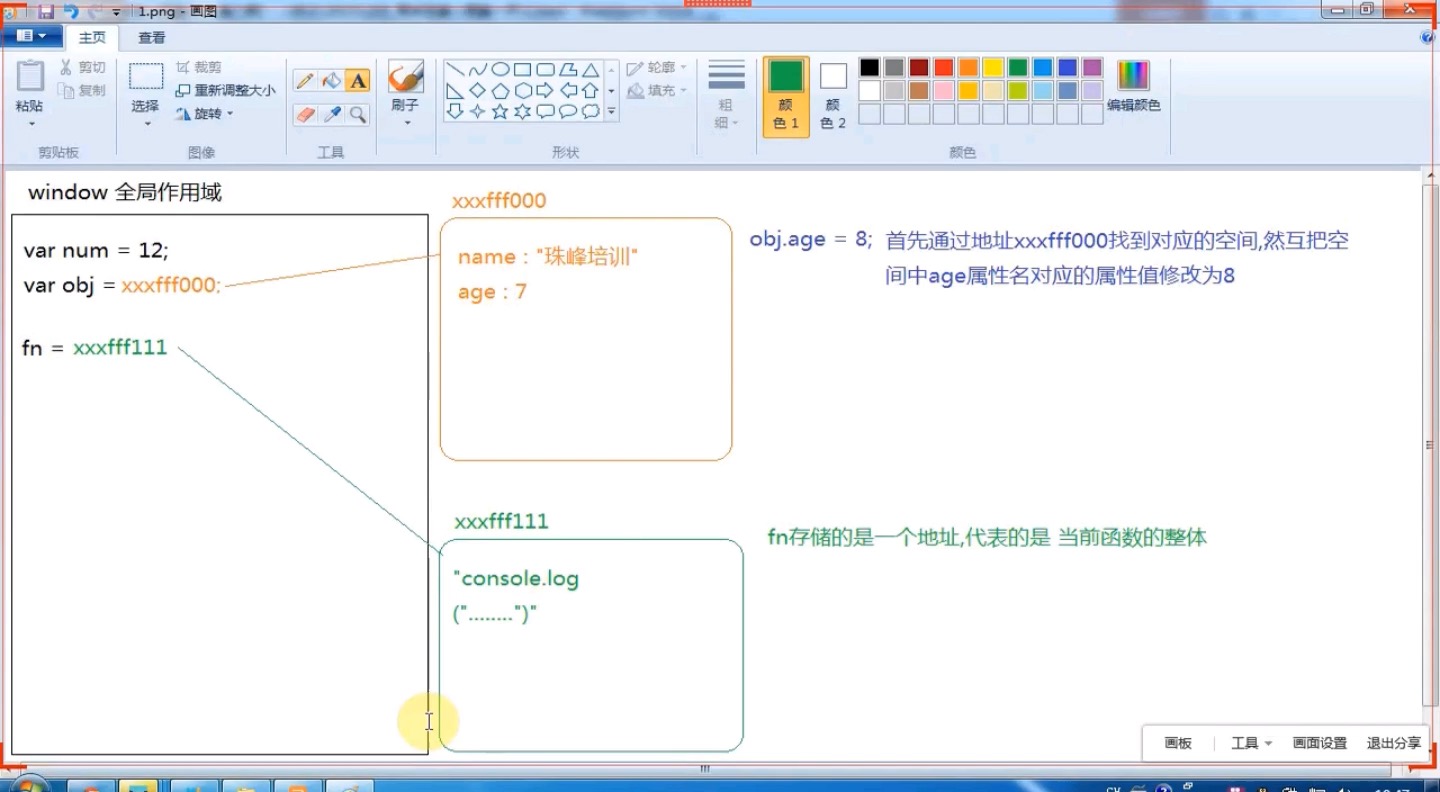 1.png - 画图
主页 查看
粘贴
剪切
复制
剪贴板
选择
裁剪
重新调整大小
旋转
图像
工具
刷子
形状
轮廓
填充
粗
细
颜
色 1
颜
色 2
编辑颜色
颜色
window 全局作用域
var num = 12;
var obj = xxxfff000;
fn = xxxfff111
xxxfff000
name : "珠峰培训"
age : 7
obj.age = 8; 首先通过地址xxxfff000找到对应的空间,然互把空
间中age属性名对应的属性值修改为8
xxxfff111
"console.log
("........")"
fn存储的是一个地址,代表的是 当前函数的整体
画板 工具 画面设置 退出分享